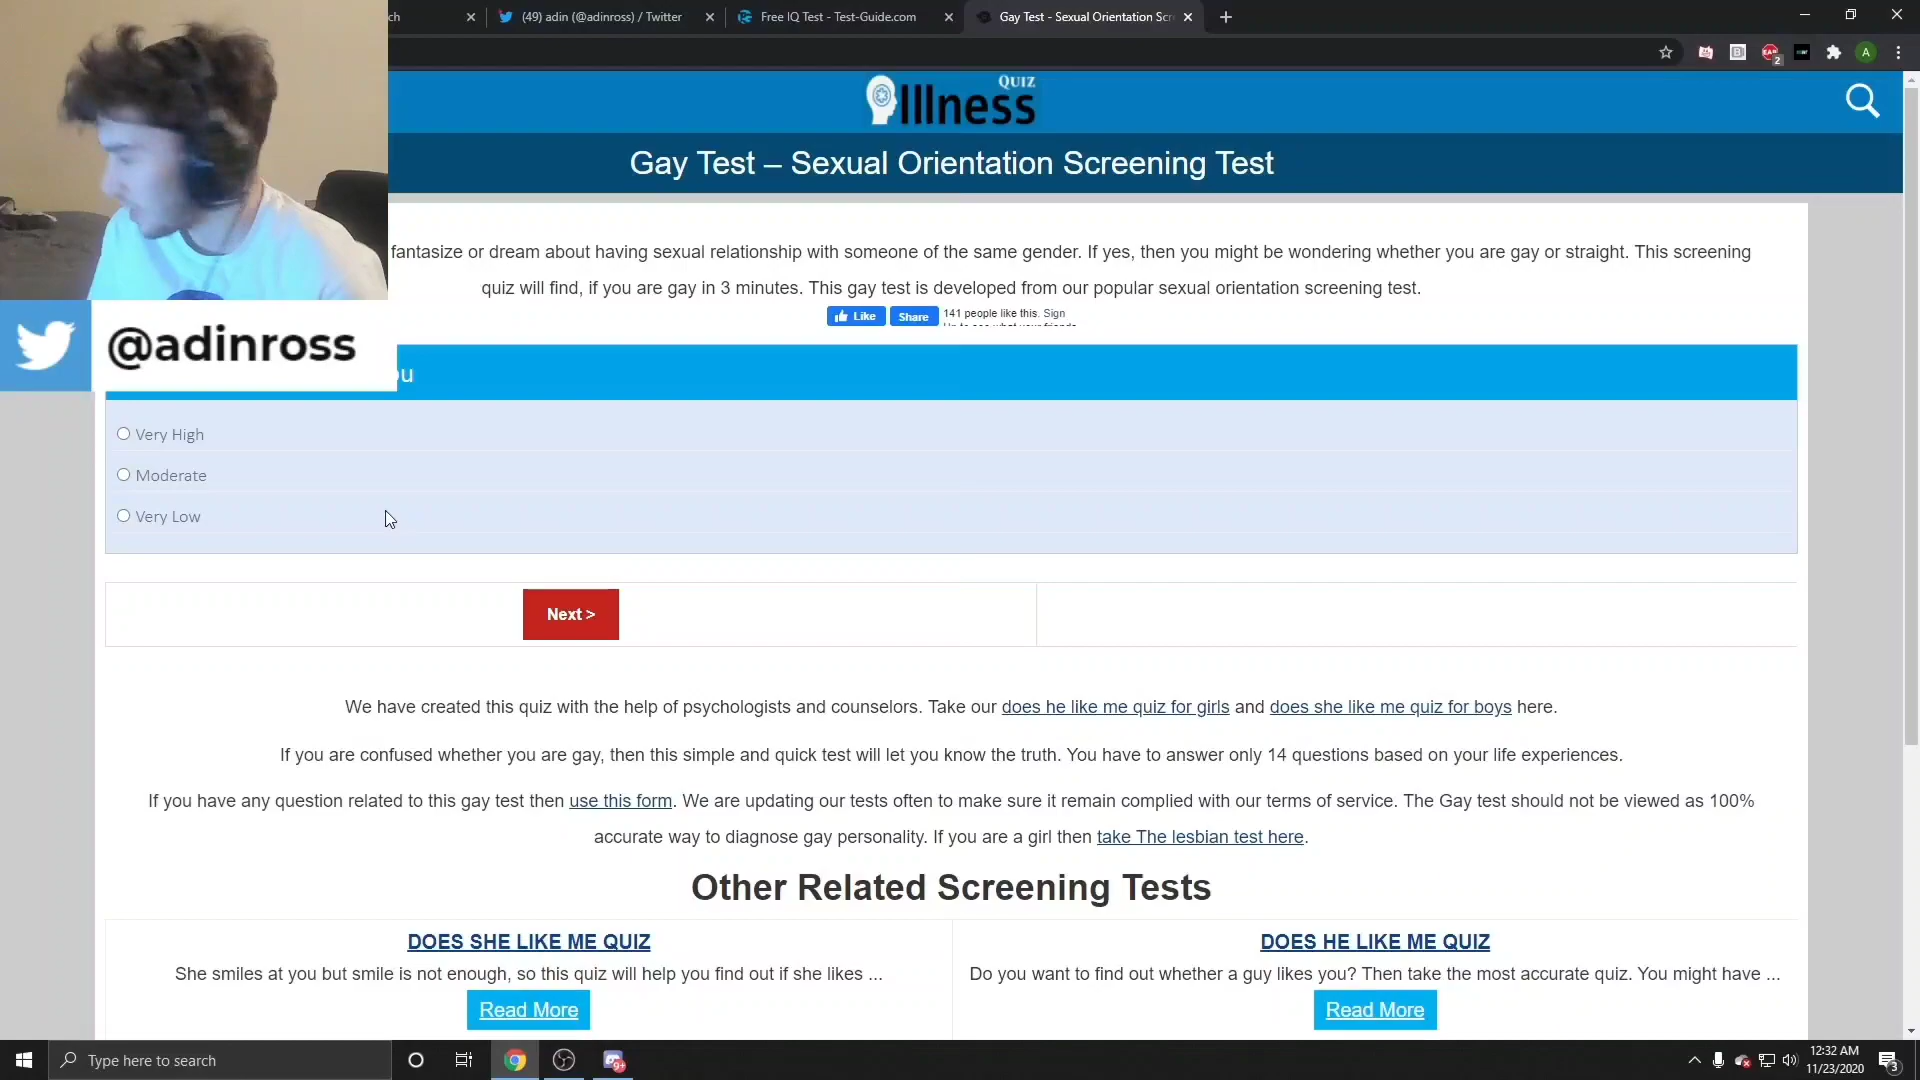 ch
(49) adin (@adinross) / Twitter
Free IQ Test - Test-Guide.com
Gay Test - Sexual Orientation Scr
A
2
QUIZ
Illness
Gay Test – Sexual Orientation Screening Test
fantasize or dream about having sexual relationship with someone of the same gender. If yes, then you might be wondering whether you are gay or straight. This screening
quiz will find, if you are gay in 3 minutes. This gay test is developed from our popular sexual orientation screening test.
Like
Share
141 people like this. Sign
Up to see what your friends
@adinross
ou
Very High
Moderate
Very Low
Next >
We have created this quiz with the help of psychologists and counselors. Take our does he like me quiz for girls and does she like me quiz for boys here.
If you are confused whether you are gay, then this simple and quick test will let you know the truth. You have to answer only 14 questions based on your life experiences.
If you have any question related to this gay test then use this form. We are updating our tests often to make sure it remain complied with our terms of service. The Gay test should not be viewed as 100%
accurate way to diagnose gay personality. If you are a girl then take The lesbian test here.
Other Related Screening Tests
DOES SHE LIKE ME QUIZ
She smiles at you but smile is not enough, so this quiz will help you find out if she likes ...
Read More
DOES HE LIKE ME QUIZ
Do you want to find out whether a guy likes you? Then take the most accurate quiz. You might have ...
Read More
Type here to search
9+
12:32 AM
11/23/2020
3